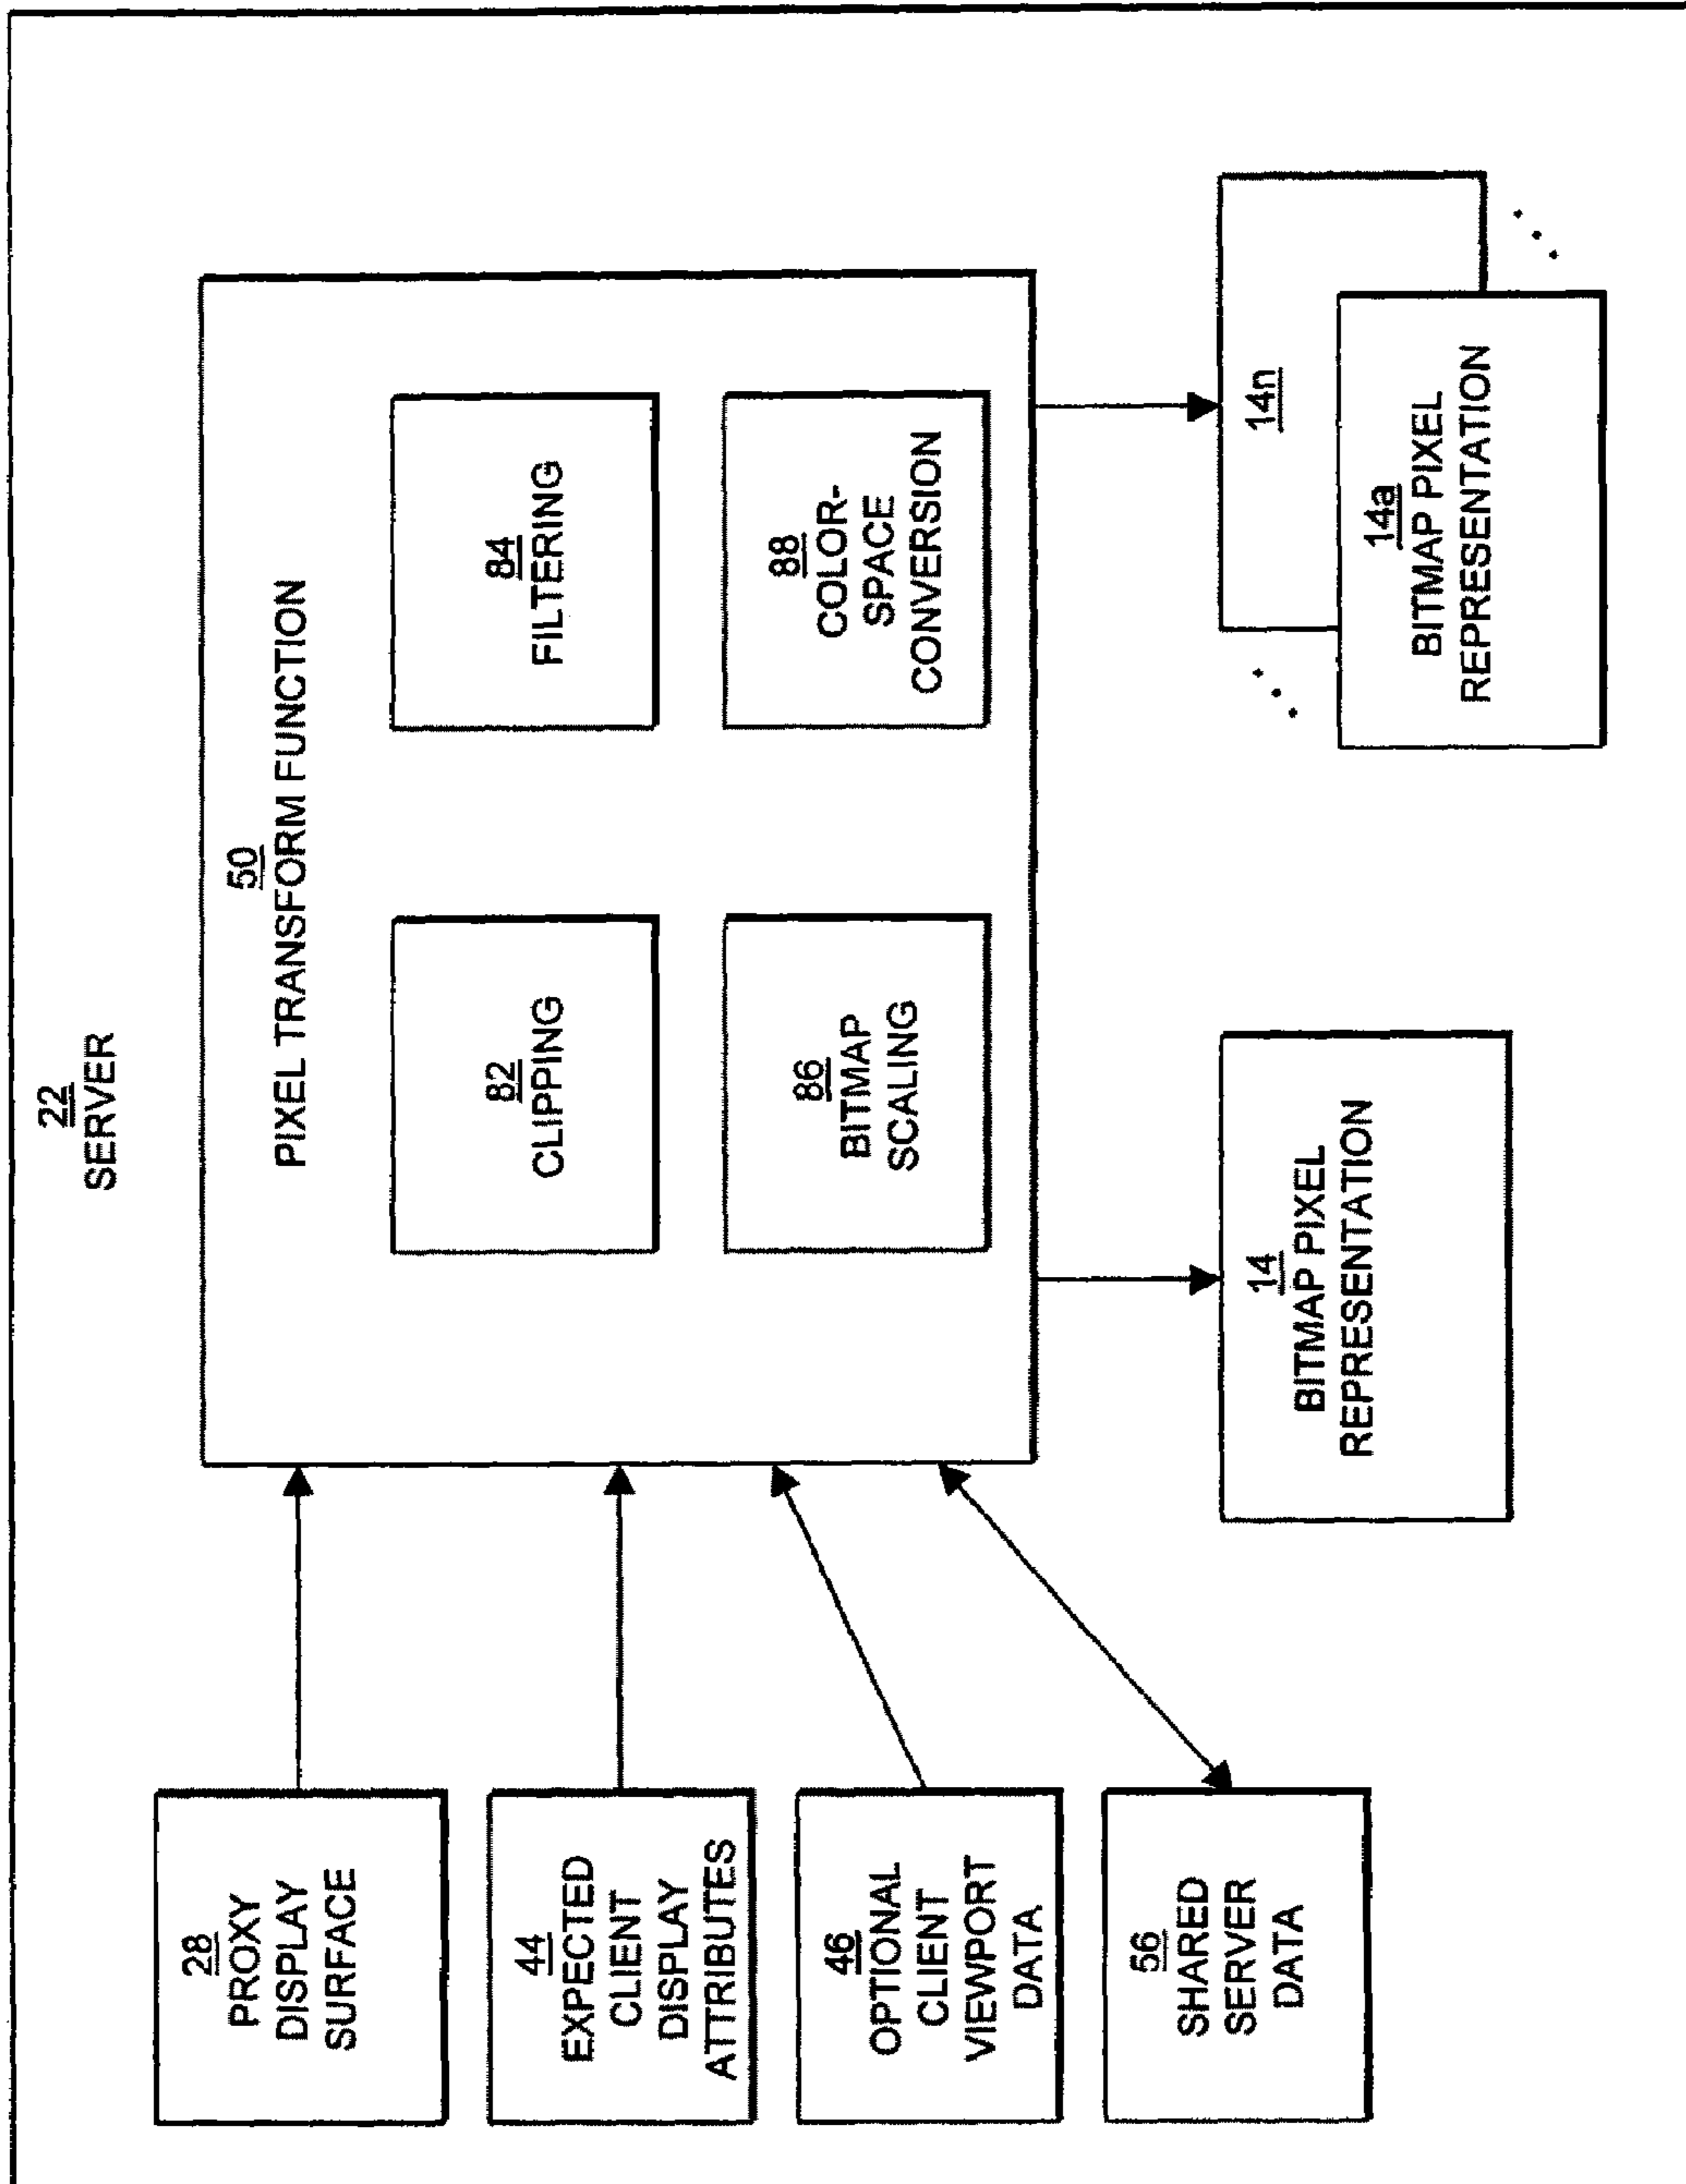 22
SERVER
28
PROXY
DISPLAY
SURFACE
44
EXPECTED
CLIENT
DISPLAY
ATTRIBUTES
46
OPTIONAL
CLIENT
VIEWPORT
DATA
56
SHARED
SERVER
DATA
50
PIXEL TRANSFORM FUNCTION
82
CLIPPING
84
FILTERING
86
BITMAP
SCALING
88
COLOR-
SPACE
CONVERSION
14
BITMAP PIXEL
REPRESENTATION
14n
14a
BITMAP PIXEL
REPRESENTATION